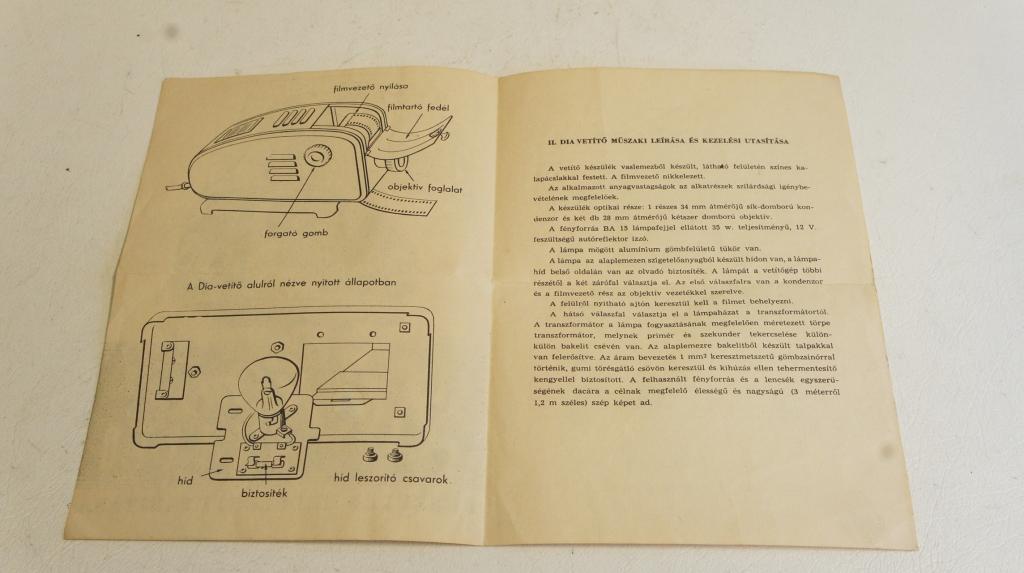 filmvezető nyilása
filmtartó fedél
objektiv foglalat
forgató gomb
A Dia-vetitő alulról nézve nyitott állapotban
hid
biztosíték
hid leszoritó csavarok.
II. DIA VETÍTŐ MŰSZAKI LEÍRÁSA ÉS KEZELÉSI UTASÍTÁSA
A vetítő készülék vaslemezből készült, látható felületén színes ka-
lapácslakkal festett. A filmvezető nikkelezett.
Az alkalmazott anyagvastagságok az alkatrészek szilárdsági igénybe-
vételének megfelelőek.
A készülék optikai része: 1 részes 34 mm átmérőjű sík-domború kon-
denzor és két db 28 mm átmérőjű kétszer domború objektív.
A fényforrás BA 15 lámpafejjel ellátott 35 w. teljesítményű, 12 V.
feszültségű autóreflektor izzó.
A lámpa mögött alumínium gömbfelületű tükör van.
A lámpa az alaplemezen szigetelőanyagból készült hídon van, a lámpa-
híd belső oldalán van az olvadó biztosíték. A lámpát a vetítőgép többi
részétől a két zárófal választja el. Az első válaszfalra van a kondenzor
és a filmvezető rész az objektív vezetékkel szerelve.
A felülről nyitható ajtón keresztül kell a filmet behelyezni.
A hátsó válaszfal választja el a lámpaházat a transzformátortól.
A transzformátor a lámpa fogyasztásának megfelelően méretezett törpe
transzformátor, melynek primér és szekunder tekercselése külön-
külön bakelit csévén van. Az alaplemezre bakelitből készült talpakkal
van felerősítve. Az áram bevezetés 1 mm² keresztmetszetű gömbzsinórral
történik, gumi törésgátló csövön keresztül és kihúzás ellen tehermentesítő
kengyellel biztosított. A felhasznált fényforrás és a lencsék egyszerű-
ségének dacára a célnak megfelelő élességű és nagyságú (3 méterről
1,2 m széles) szép képet ad.